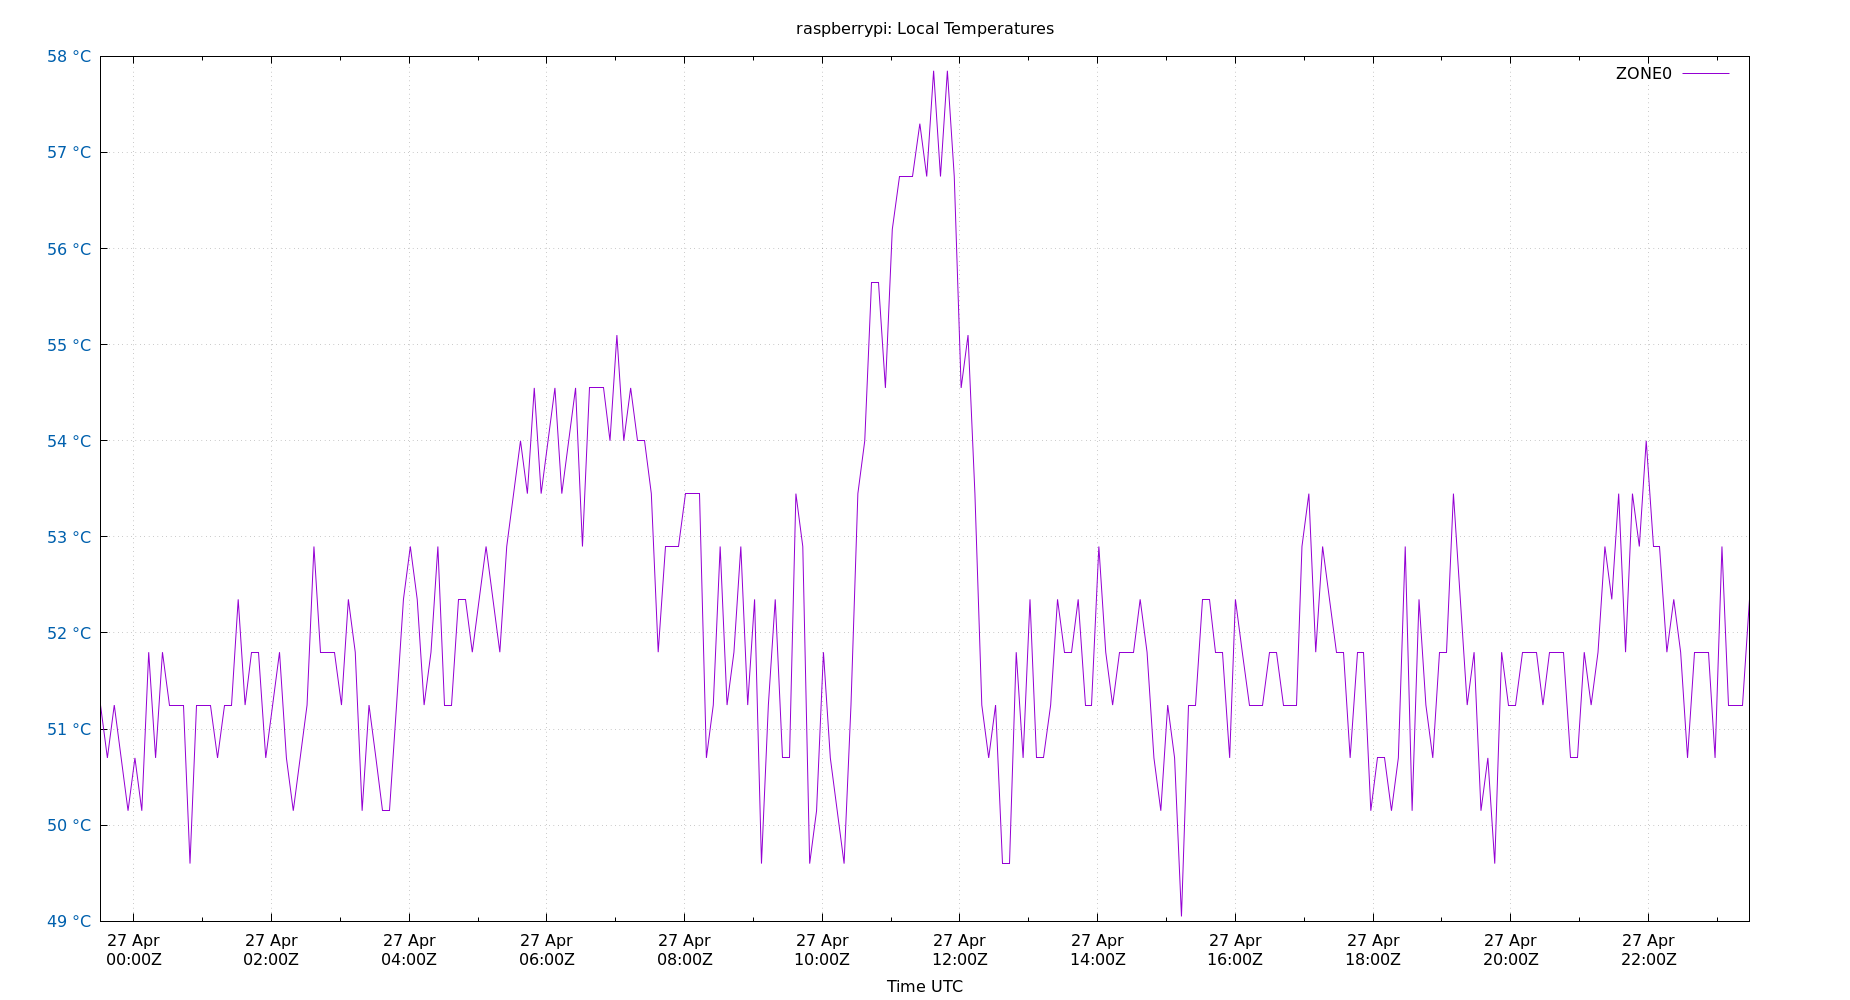 raspberrypi: Local Temperatures
58 °C
57 °C
56 °C
55 °C
54 °C
53 °C
52 °C
51 °C
50 °C
49 °C
ZONE0
27 Apr 27 Apr 27 Apr 27 Apr 27 Apr 27 Apr 27 Apr 27 Apr 27 Apr 27 Apr 27 Apr 27 Apr
00:00Z 02:00Z 04:00Z 06:00Z 08:00Z 10:00Z 12:00Z 14:00Z 16:00Z 18:00Z 20:00Z 22:00Z
Time UTC